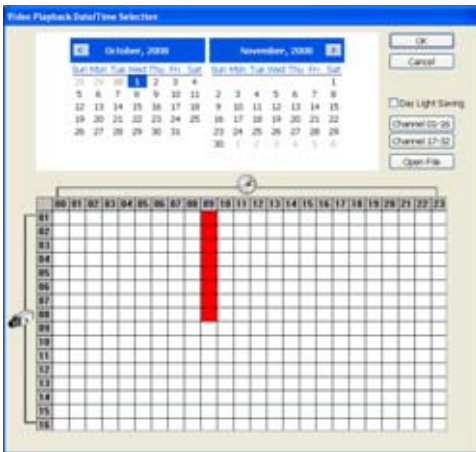 Video Playback Date/Time Selection
October, 2008
November, 2008
OK
Cancel
Sun Mon Tue Wed Thu Fri Sat
Sun Mon Tue Wed Thu Fri Sat
28 29 30 1 2 3 4
1
5 6 7 8 9 10 11
2 3 4 5 6 7 8
12 13 14 15 16 17 18
9 10 11 12 13 14 15
19 20 21 22 23 24 25
16 17 18 19 20 21 22
26 27 28 29 30 31
23 24 25 26 27 28 29
30 1 2 3 4 5 6
Day Light Saving
Channel 01-16
Channel 17-32
Open File
00 01 02 03 04 05 06 07 08 09 10 11 12 13 14 15 16 17 18 19 20 21 22 23
01
02
03
04
05
06
07
08
09
10
11
12
13
14
15
16